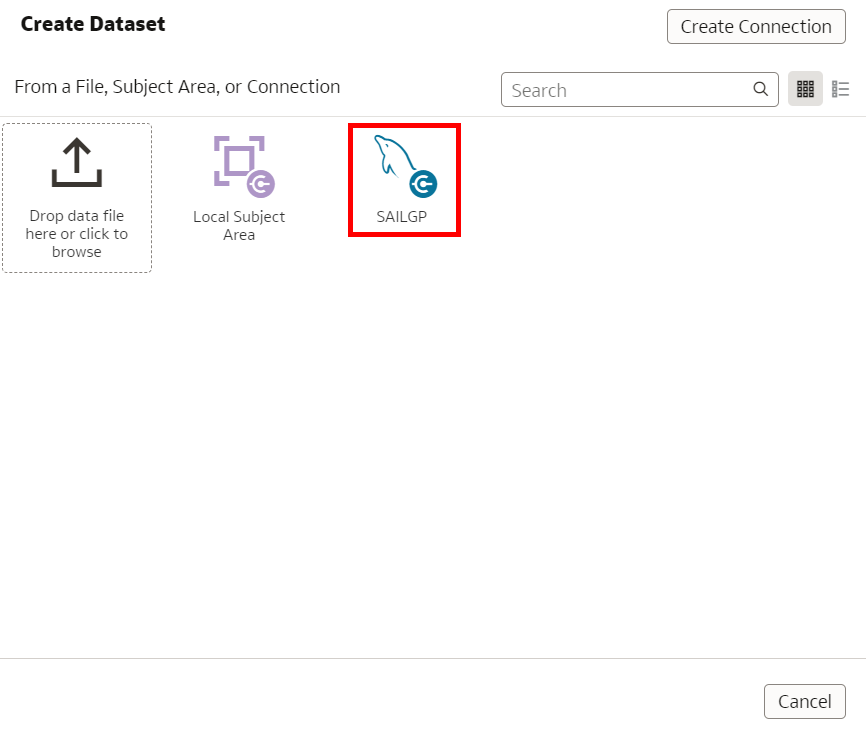 Create Dataset
Create Connection
From a File, Subject Area, or Connection
Search
Drop data file
here or click to
browse
Local Subject
Area
SAILGP
Cancel